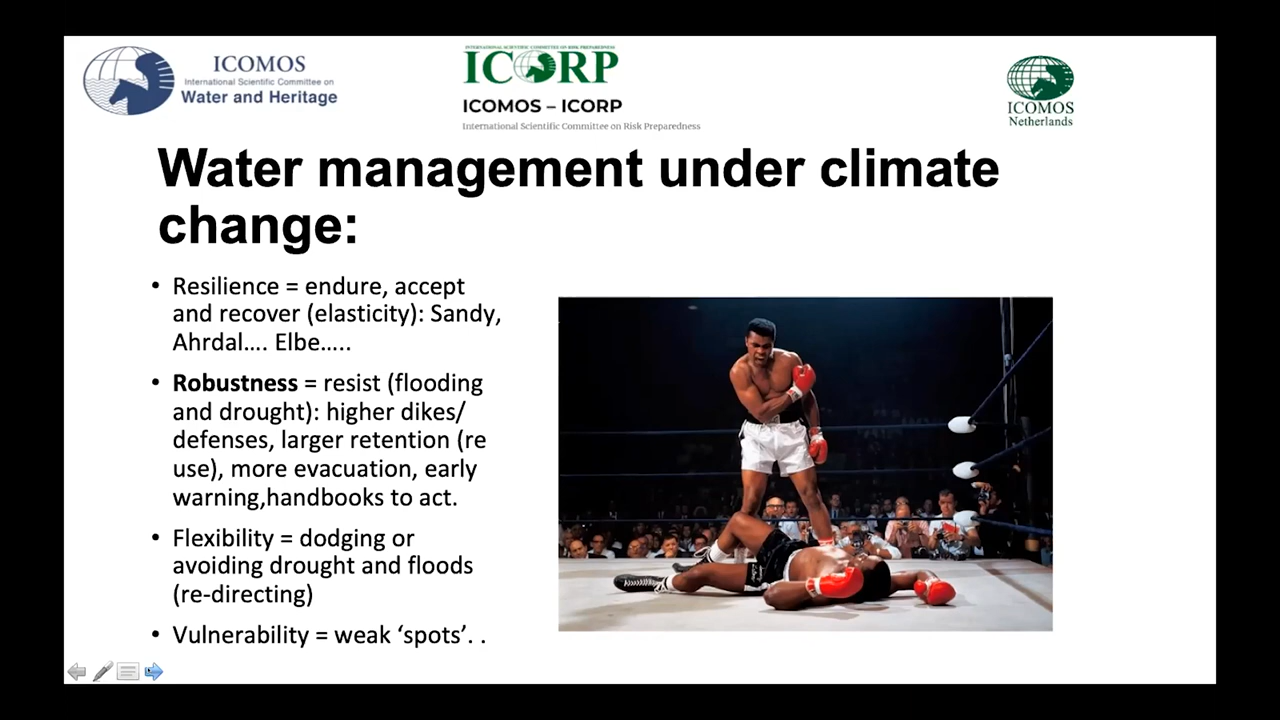 ICOMOS
International Scientific Committee on
Water and Heritage
INTERNATIONAL SCIENTIFIC COMMITTEE ON RISK PREPAREDNESS
ICORP
ICOMOS – ICORP
International Scientific Committee on Risk Preparedness
ICOMOS
Netherlands
Water management under climate
change:
• Resilience = endure, accept
and recover (elasticity): Sandy,
Ahrdal…. Elbe…..
• Robustness = resist (flooding
and drought): higher dikes/
defenses, larger retention (re
use), more evacuation, early
warning,handbooks to act.
• Flexibility = dodging or
avoiding drought and floods
(re-directing)
• Vulnerability = weak ‘spots’. .